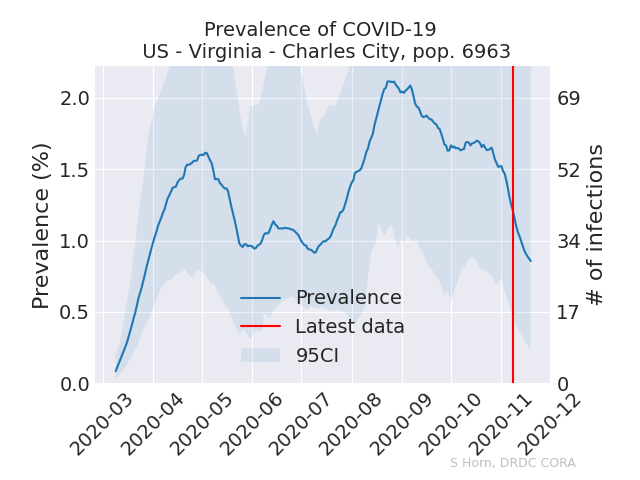 Prevalence of COVID-19
US - Virginia - Charles City, pop. 6963
Prevalence (%)
2.0
1.5
1.0
0.5
0.0
69
52
34
17
0
# of infections
Prevalence
Latest data
95CI
2020-03
2020-04
2020-05
2020-06
2020-07
2020-08
2020-09
2020-10
2020-11
2020-12
S Horn, DRDC CORA